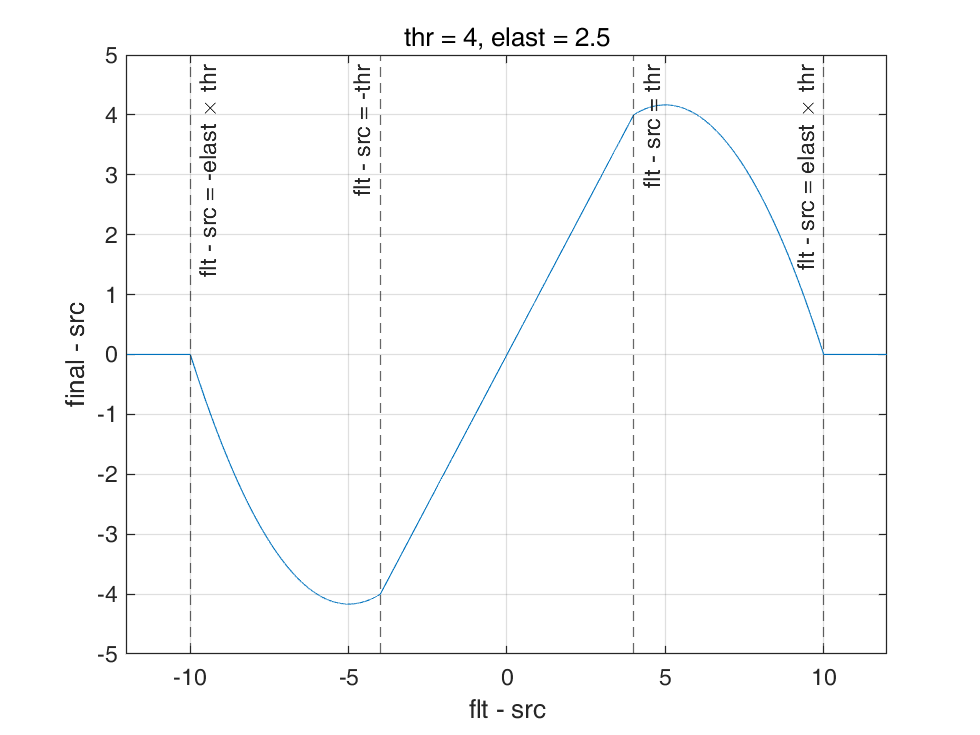 thr = 4, elast = 2.5
5
4
3
2
1
0
-1
-2
-3
-4
-5
final - src
flt - src = -elast × thr
flt - src = -thr
flt - src = thr
flt - src = elast × thr
-10
-5
0
5
10
flt - src